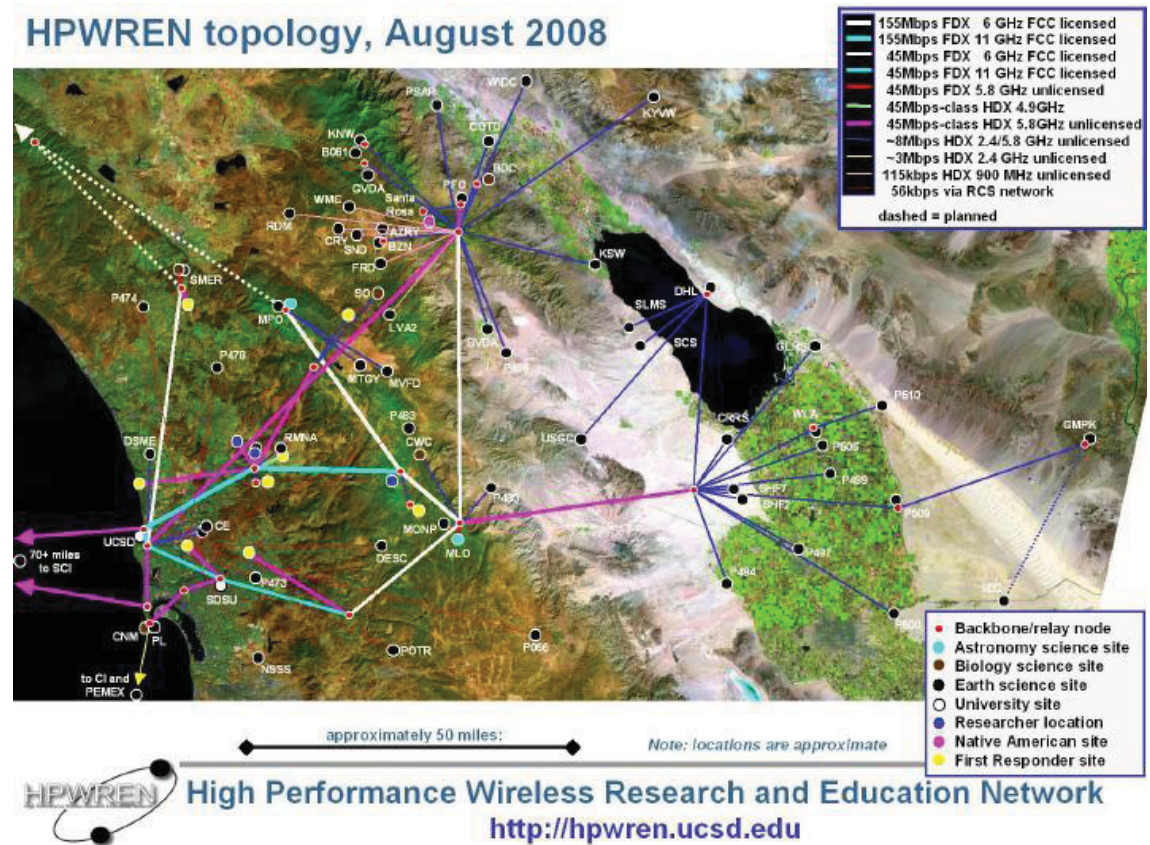 HPWREN topology, August 2008
155Mbps FDX 6 GHz FCC licensed
155Mbps FDX 11 GHz FCC licensed
45Mbps FDX 6 GHz FCC licensed
45Mbps FDX 11 GHz FCC licensed
45Mbps FDX 5.8 GHz unlicensed
45Mbps-class HDX 4.9GHz
45Mbps-class HDX 5.8GHz unlicensed
~8Mbps HDX 2.4/5.8 GHz unlicensed
~3Mbps HDX 2.4 GHz unlicensed
115kbps HDX 900 MHz unlicensed
56kbps via RCS network
dashed = planned
WIDC
PSAP
KYVW
COTD
KNW
B081
BDC
GVDA
PFO
WMC
Santa
Rosa
RDM
CRY
SND
AZRY
BZN
FRD
KSW
SMER
SO
DHL
P474
MPO
LVA2
SLMS
SCS
GLRS
P478
MTGY
MVFD
P510
P483
CRRS
WLA
DSME
RMNA
CWC
USGC
P506
GMPK
P480
P499
SHF7
SHF2
P509
UCSD
CE
MONP
MLO
70+ miles
to SCI
DESC
P497
P473
SDSU
P494
CNM
PL
P066
P500
POTR
NSSS
to CI and
PEMEX
Backbone/relay node
Astronomy science site
Biology science site
Earth science site
University site
Researcher location
Native American site
First Responder site
approximately 50 miles:
Note: locations are approximate
HPWREN
High Performance Wireless Research and Education Network
http://hpwren.ucsd.edu